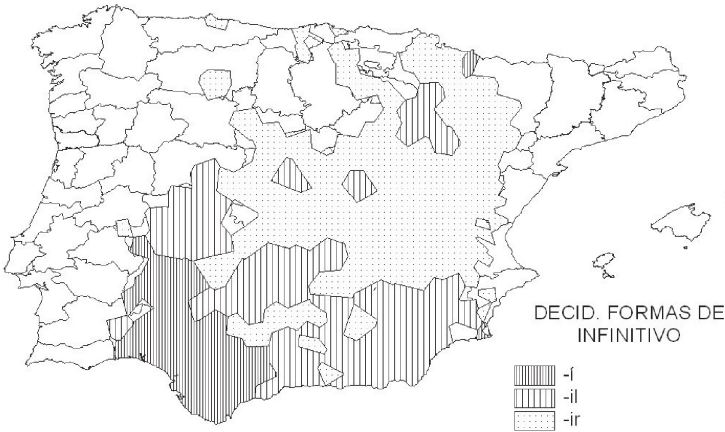 DECID. FORMAS DE
INFINITIVO
-í
-il
-ir